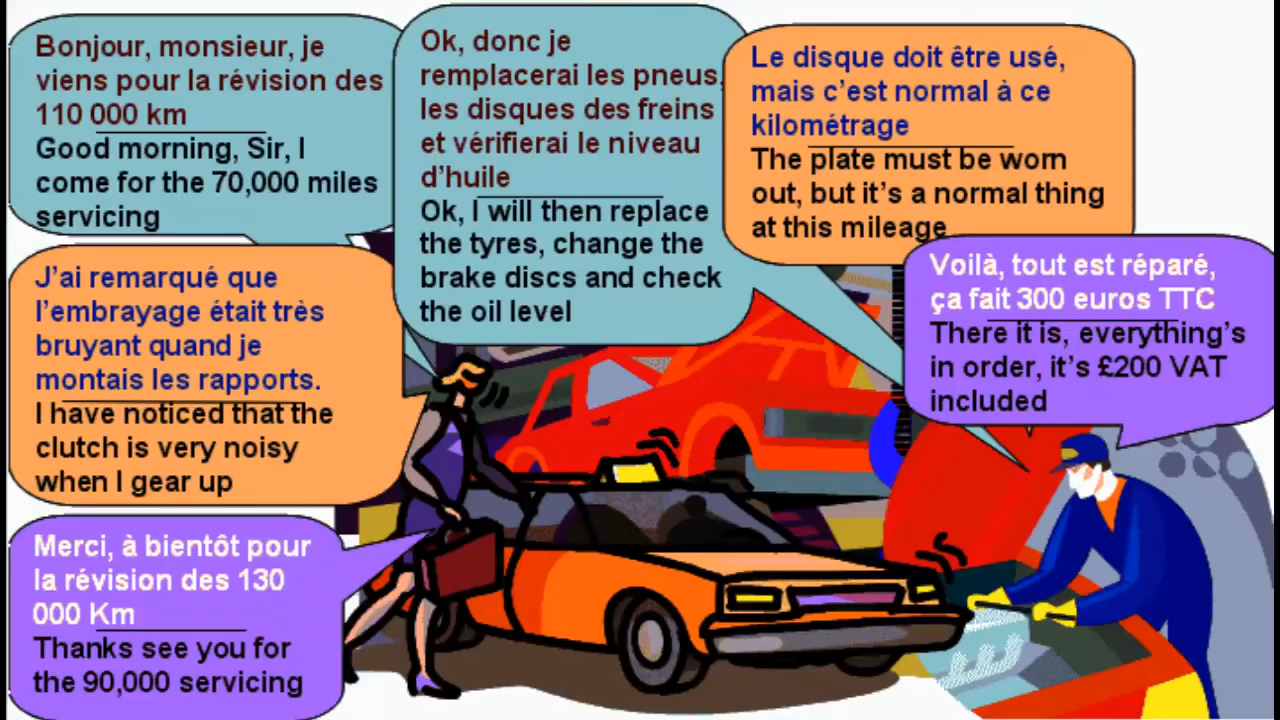 Bonjour, monsieur, je
viens pour la révision des
110 000 km
Good morning, Sir, I
come for the 70,000 miles
servicing
Ok, donc je
remplacerai les pneus,
les disques des freins
et vérifierai le niveau
d'huile
Ok, I will then replace
the tyres, change the
brake discs and check
the oil level
J'ai remarqué que
l'embrayage était très
bruyant quand je
montais les rapports.
I have noticed that the
clutch is very noisy
when I gear up
Le disque doit être usé,
mais c'est normal à ce
kilométrage
The plate must be worn
out, but it's a normal thing
at this mileage
Voilà, tout est réparé,
ça fait 300 euros TTC
There it is, everything's
in order, it's £200 VAT
included
Merci, à bientôt pour
la révision des 130
000 Km
Thanks see you for
the 90,000 servicing